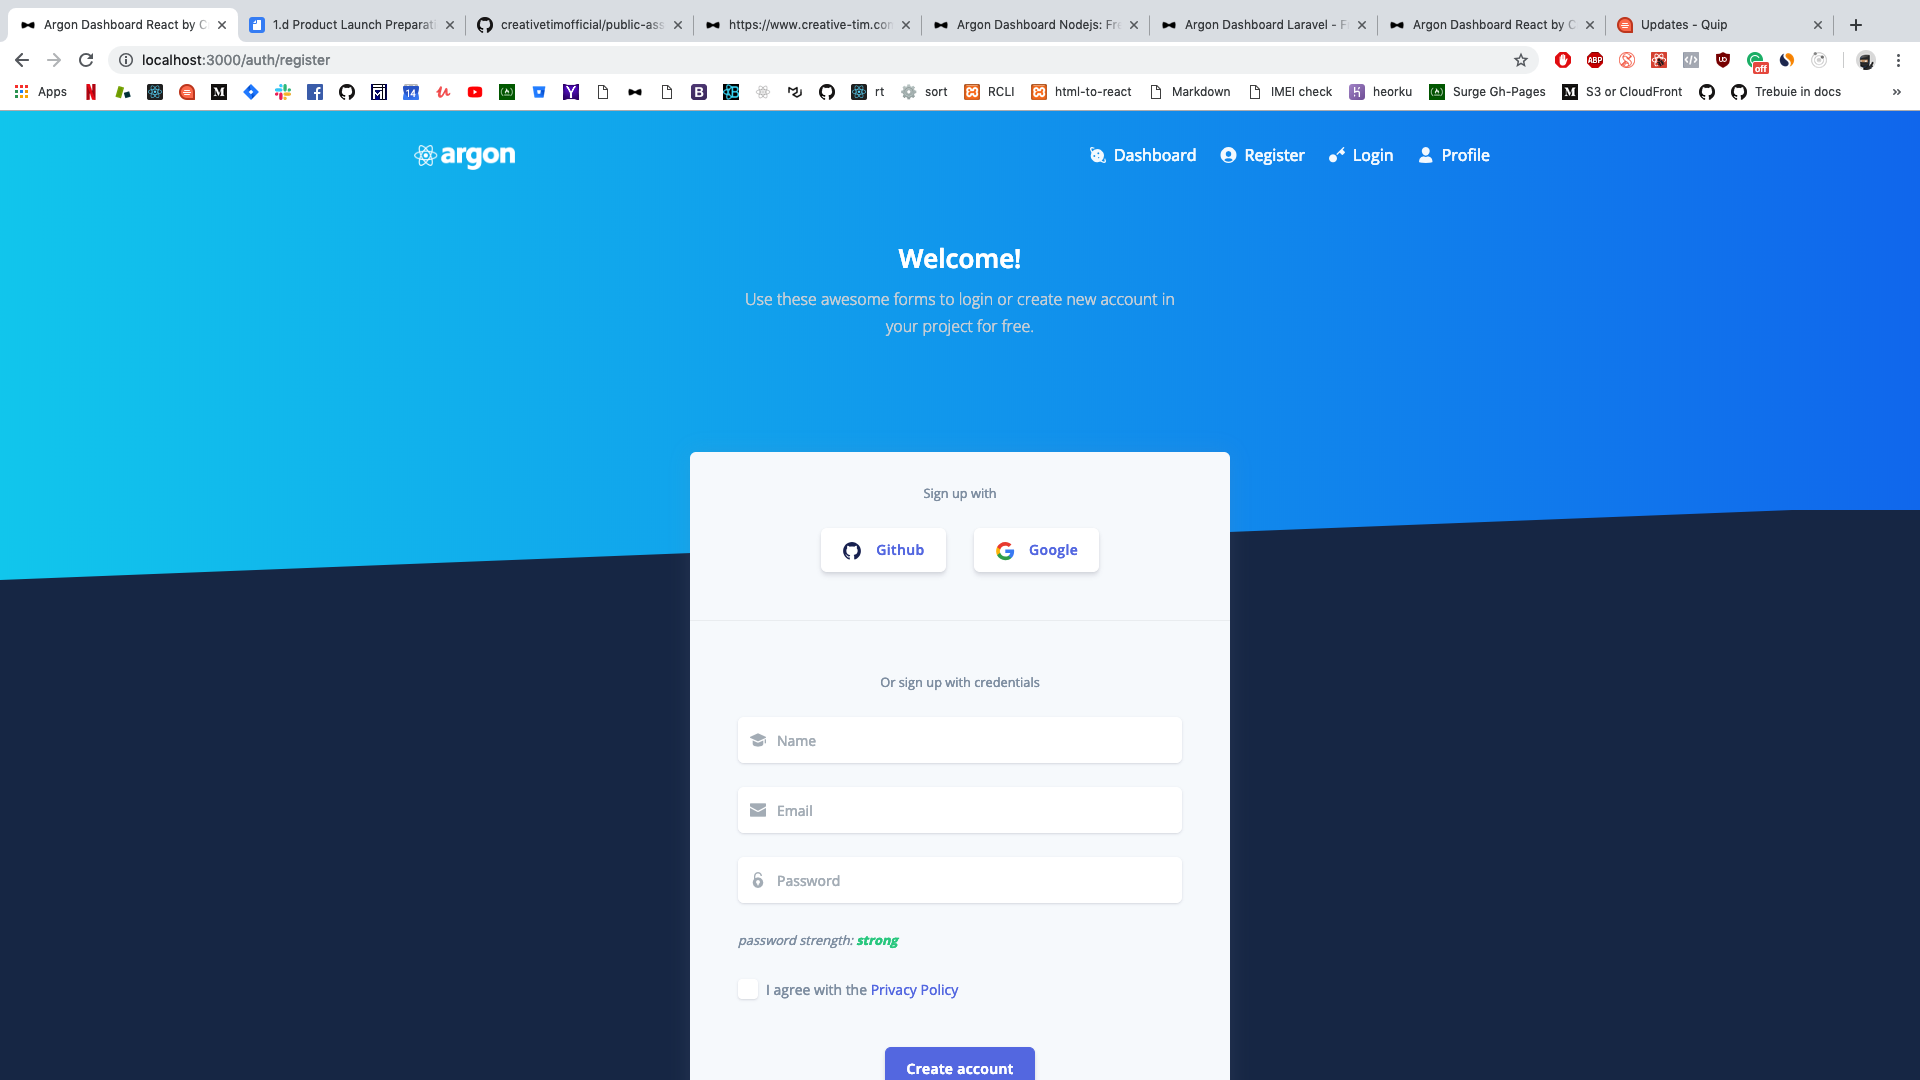 Argon Dashboard React by C
1.d Product Launch Preparati
creativetimofficial/public-ass
https://www.creative-tim.con
Argon Dashboard Nodejs: Fre
Argon Dashboard Laravel - F
Argon Dashboard React by C
Updates - Quip
localhost:3000/auth/register
ABP
off
Apps
14
rt
sort
RCLI
html-to-react
Markdown
IMEI check
heorku
Surge Gh-Pages
S3 or CloudFront
Trebuie in docs
»
argon
Dashboard
Register
Login
Profile
Welcome!
Use these awesome forms to login or create new account in
your project for free.
Sign up with
Github
Google
Or sign up with credentials
Name
Email
Password
password strength: strong
I agree with the Privacy Policy
Create account